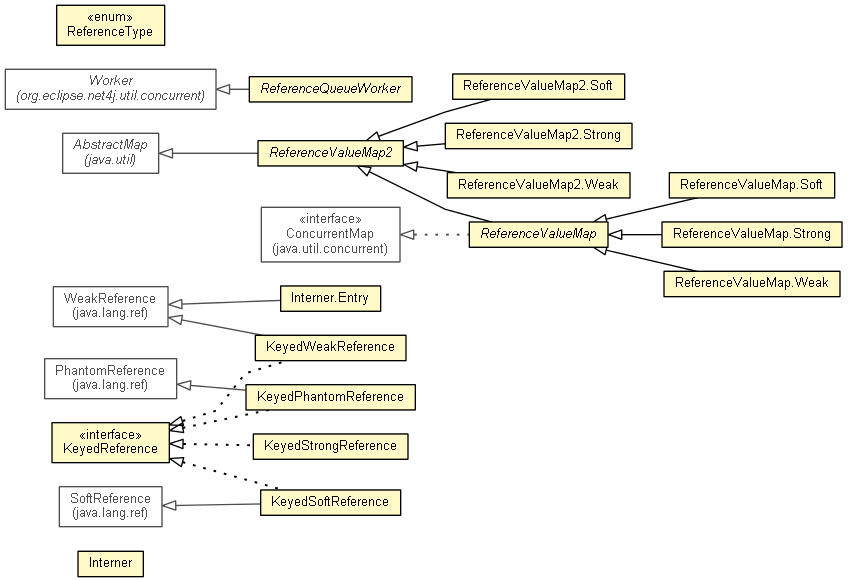 «enum»
ReferenceType
Worker
(org.eclipse.net4j.util.concurrent)
ReferenceQueueWorker
ReferenceValueMap2.Soft
AbstractMap
(java.util)
ReferenceValueMap2
ReferenceValueMap2.Strong
ReferenceValueMap2.Weak
ReferenceValueMap.Soft
«interface»
ConcurrentMap
(java.util.concurrent)
ReferenceValueMap
ReferenceValueMap.Strong
ReferenceValueMap.Weak
WeakReference
(java.lang.ref)
Interner.Entry
KeyedWeakReference
PhantomReference
(java.lang.ref)
KeyedPhantomReference
«interface»
KeyedReference
KeyedStrongReference
SoftReference
(java.lang.ref)
KeyedSoftReference
Interner